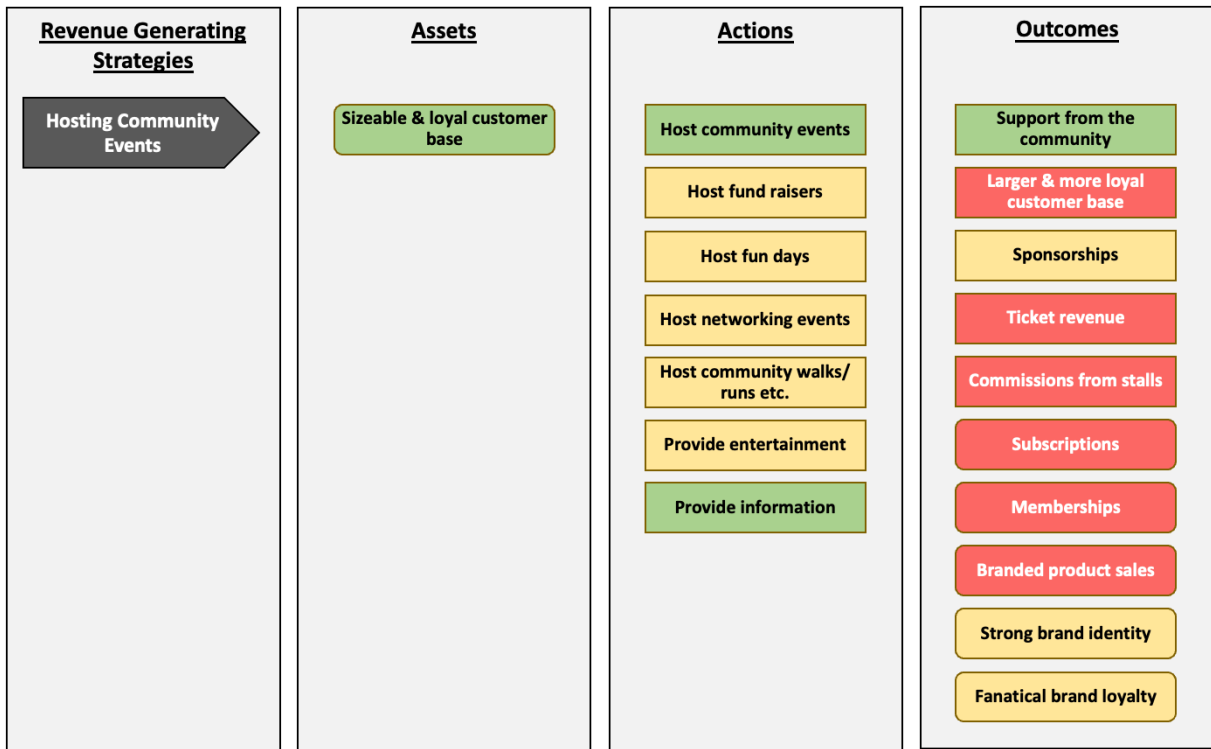 Revenue Generating
Strategies
Hosting Community
Events
Assets
Sizeable & loyal customer
base
Actions
Host community events
Host fund raisers
Host fun days
Host networking events
Host community walks/
runs etc.
Provide entertainment
Provide information
Outcomes
Support from the
community
Larger & more loyal
customer base
Sponsorships
Ticket revenue
Commissions from stalls
Subscriptions
Memberships
Branded product sales
Strong brand identity
Fanatical brand loyalty